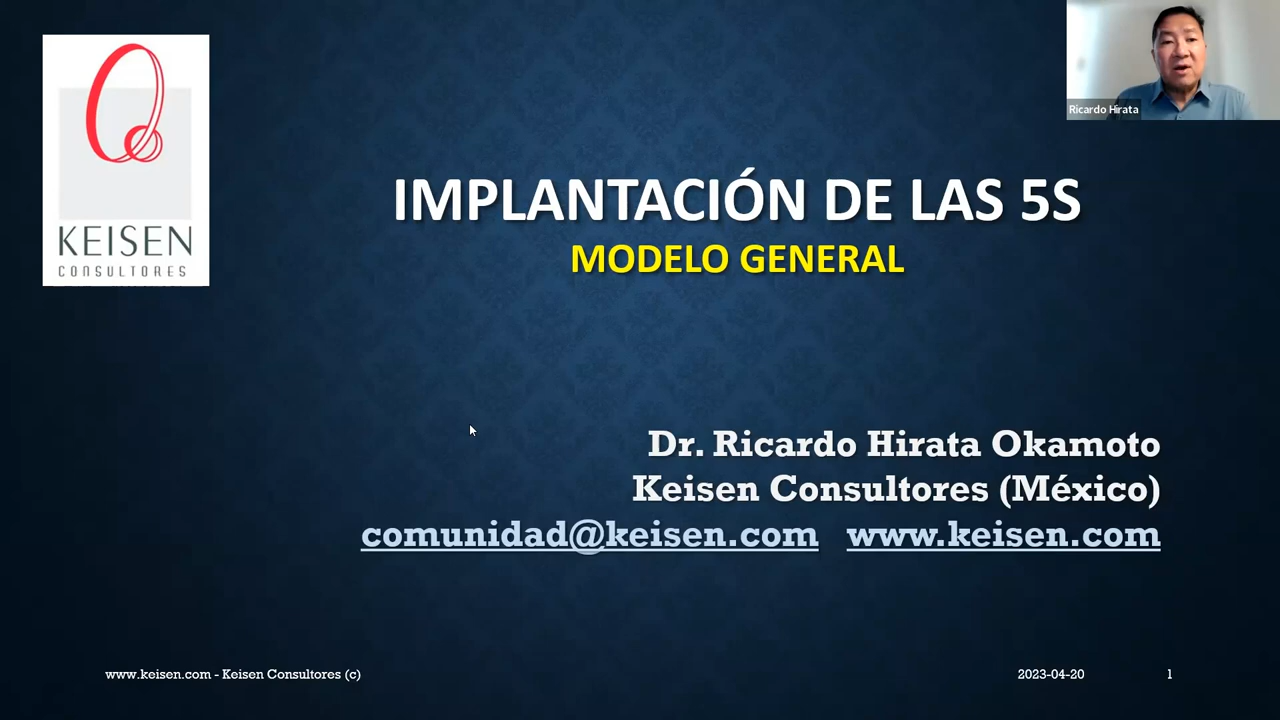 KEISEN
CONSULTORES
Ricardo Hirata
IMPLANTACIÓN DE LAS 5S
MODELO GENERAL
Dr. Ricardo Hirata Okamoto
Keisen Consultores (México)
comunidad@keisen.com www.keisen.com
www.keisen.com - Keisen Consultores (c) 2023-04-20 1